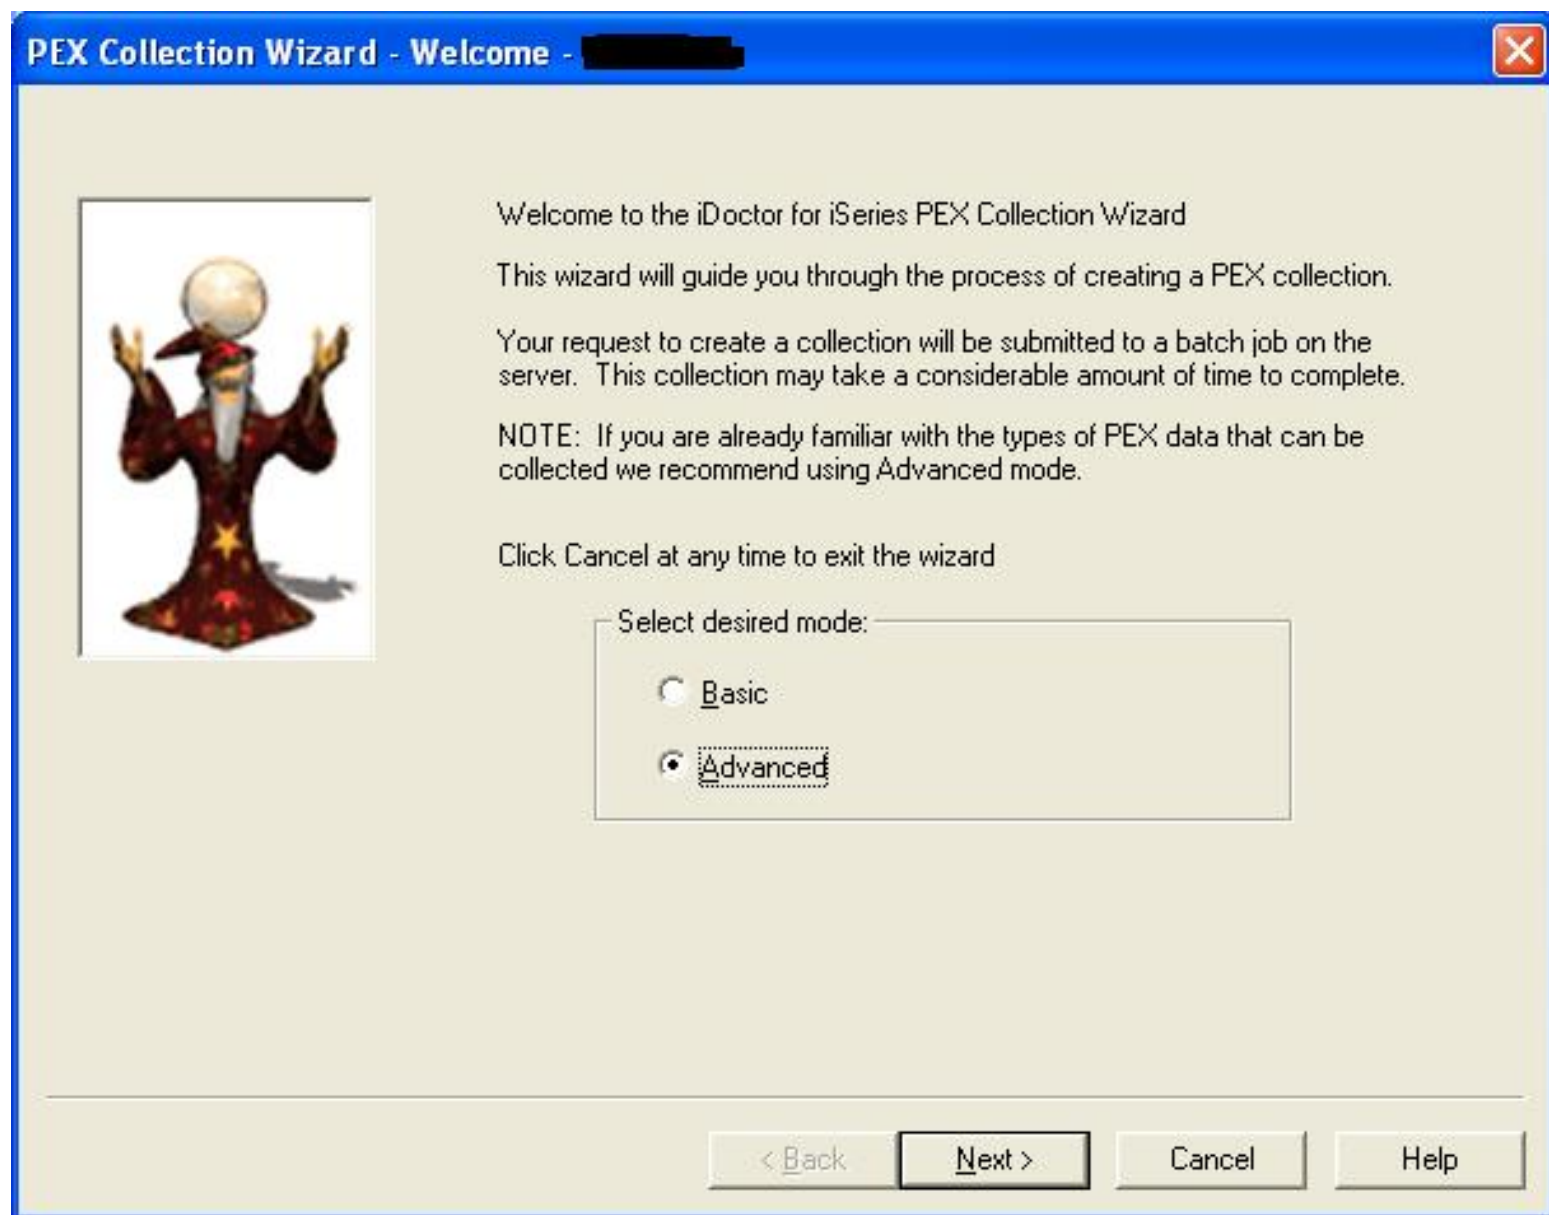 PEX Collection Wizard - Welcome -
Welcome to the iDoctor for iSeries PEX Collection Wizard
This wizard will guide you through the process of creating a PEX collection.
Your request to create a collection will be submitted to a batch job on the
server.  This collection may take a considerable amount of time to complete.
NOTE:  If you are already familiar with the types of PEX data that can be
collected we recommend using Advanced mode.
Click Cancel at any time to exit the wizard
Select desired mode:
Basic
Advanced
< Back
Next >
Cancel
Help